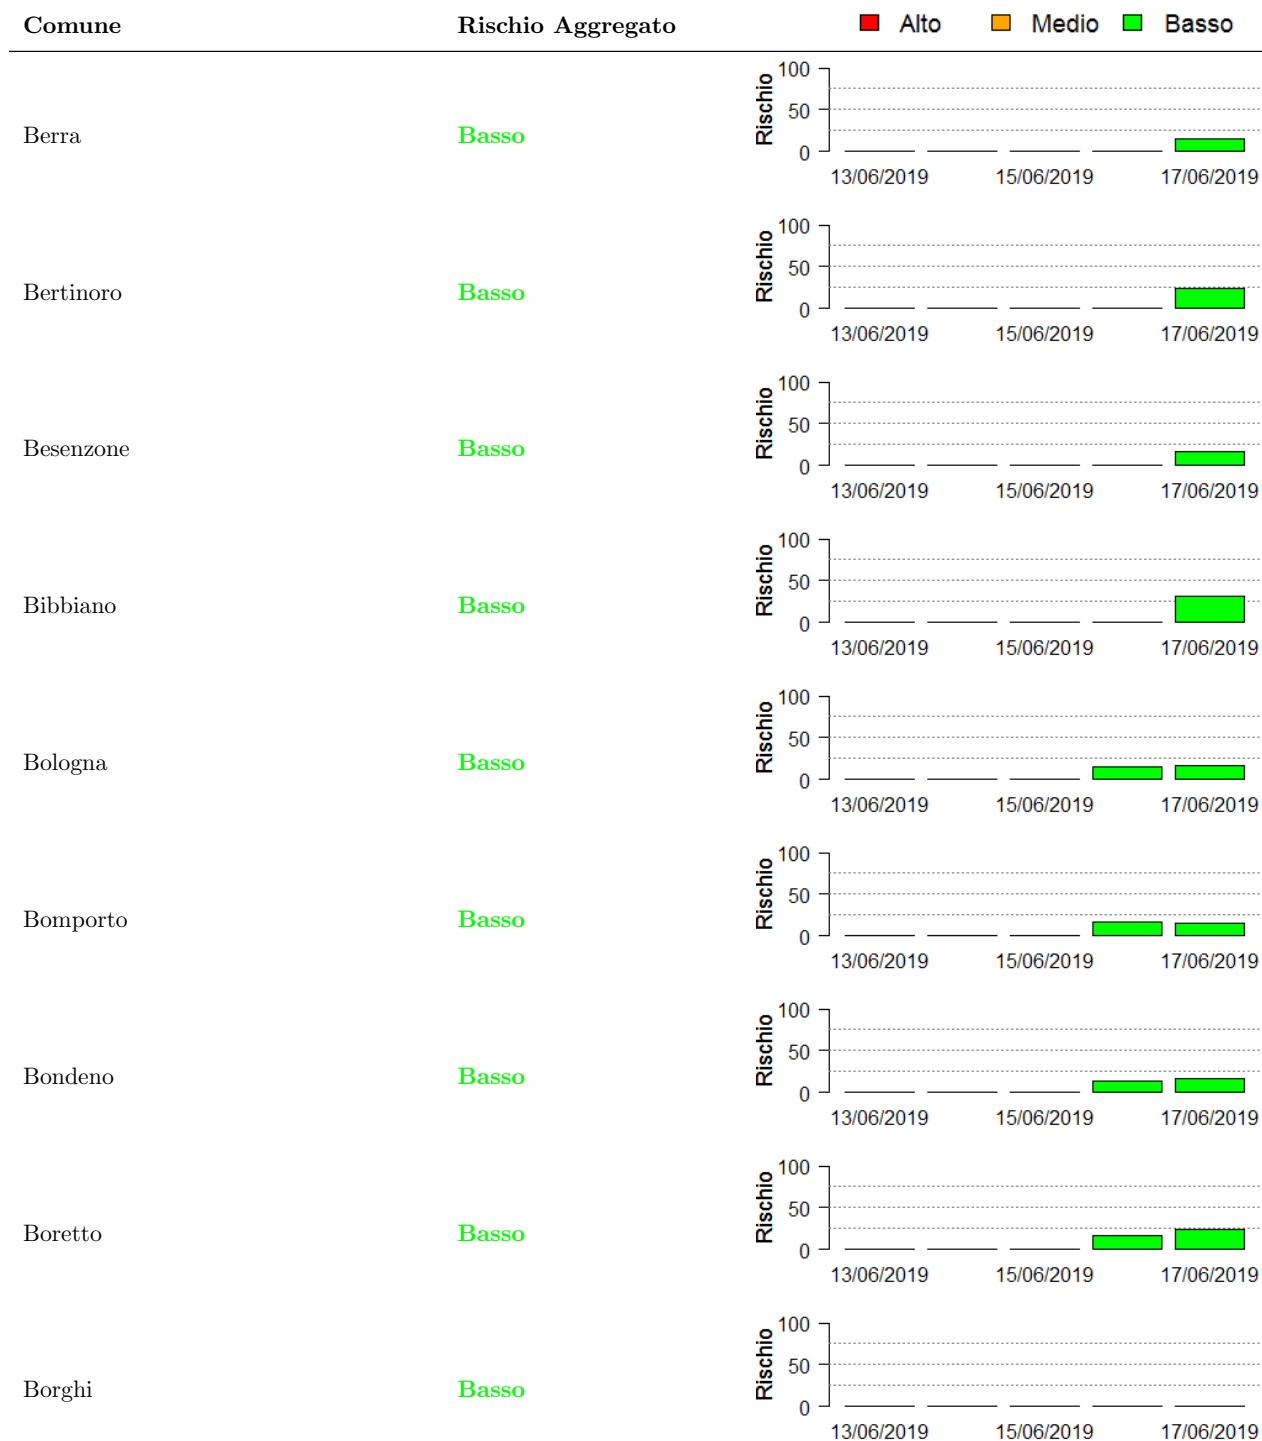 Comune Rischio Aggregato Alto Medio Basso
Berra Basso Rischio 100 50 0
13/06/2019 15/06/2019 17/06/2019
Bertinoro Basso Rischio 100 50 0
13/06/2019 15/06/2019 17/06/2019
Besenzone Basso Rischio 100 50 0
13/06/2019 15/06/2019 17/06/2019
Bibbiano Basso Rischio 100 50 0
13/06/2019 15/06/2019 17/06/2019
Bologna Basso Rischio 100 50 0
13/06/2019 15/06/2019 17/06/2019
Bomporto Basso Rischio 100 50 0
13/06/2019 15/06/2019 17/06/2019
Bondeno Basso Rischio 100 50 0
13/06/2019 15/06/2019 17/06/2019
Boretto Basso Rischio 100 50 0
13/06/2019 15/06/2019 17/06/2019
Borghi Basso Rischio 100 50 0
13/06/2019 15/06/2019 17/06/2019